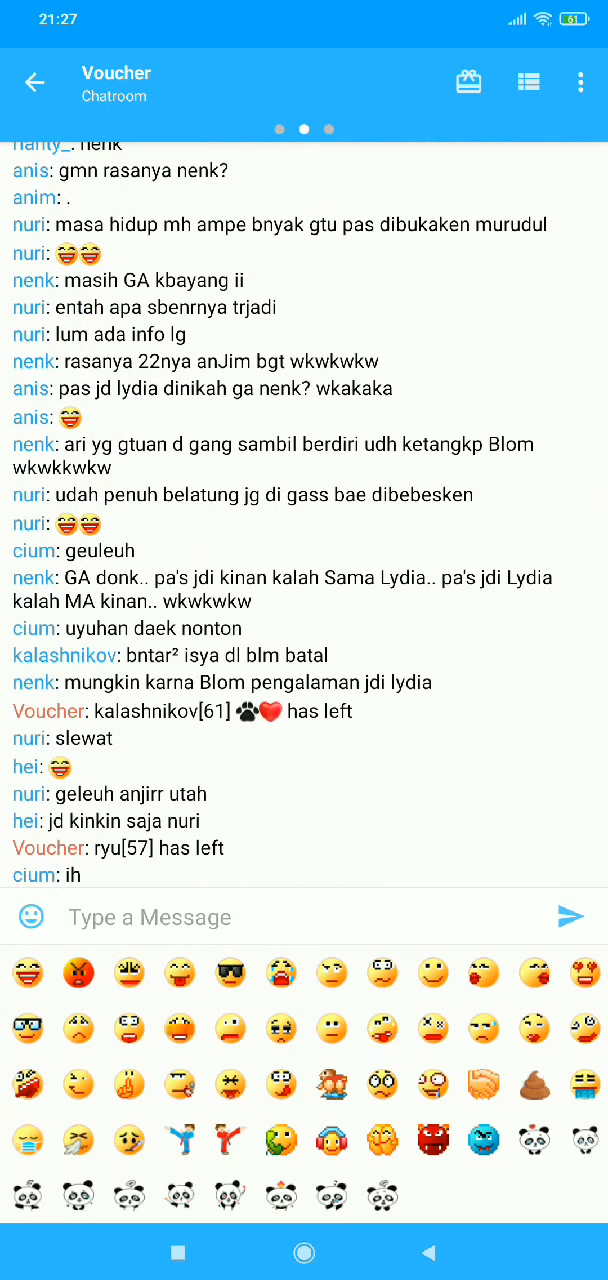 21:27
61
Voucher
Chatroom
nanty_: nenk
anis: gmn rasanya nenk?
anim: .
nuri: masa hidup mh ampe bnyak gtu pas dibukaken murudul
nuri:
nenk: masih GA kbayang ii
nuri: entah apa sbenrnya trjadi
nuri: lum ada info lg
nenk: rasanya 22nya anJim bgt wkwkwkw
anis: pas jd lydia dinikah ga nenk? wkakaka
anis:
nenk: ari yg gtuan d gang sambil berdiri udh ketangkp Blom
wkwkkwkw
nuri: udah penuh belatung jg di gass bae dibebesken
nuri:
cium: geuleuh
nenk: GA donk.. pa's jdi kinan kalah Sama Lydia.. pa's jdi Lydia
kalah MA kinan.. wkwkwkw
cium: uyuhan daek nonton
kalashnikov: bntar² isya dl blm batal
nenk: mungkin karna Blom pengalaman jdi lydia
Voucher: kalashnikov[61] has left
nuri: slewat
hei:
nuri: geleuh anjirr utah
hei: jd kinkin saja nuri
Voucher: ryu[57] has left
cium: ih
Type a Message